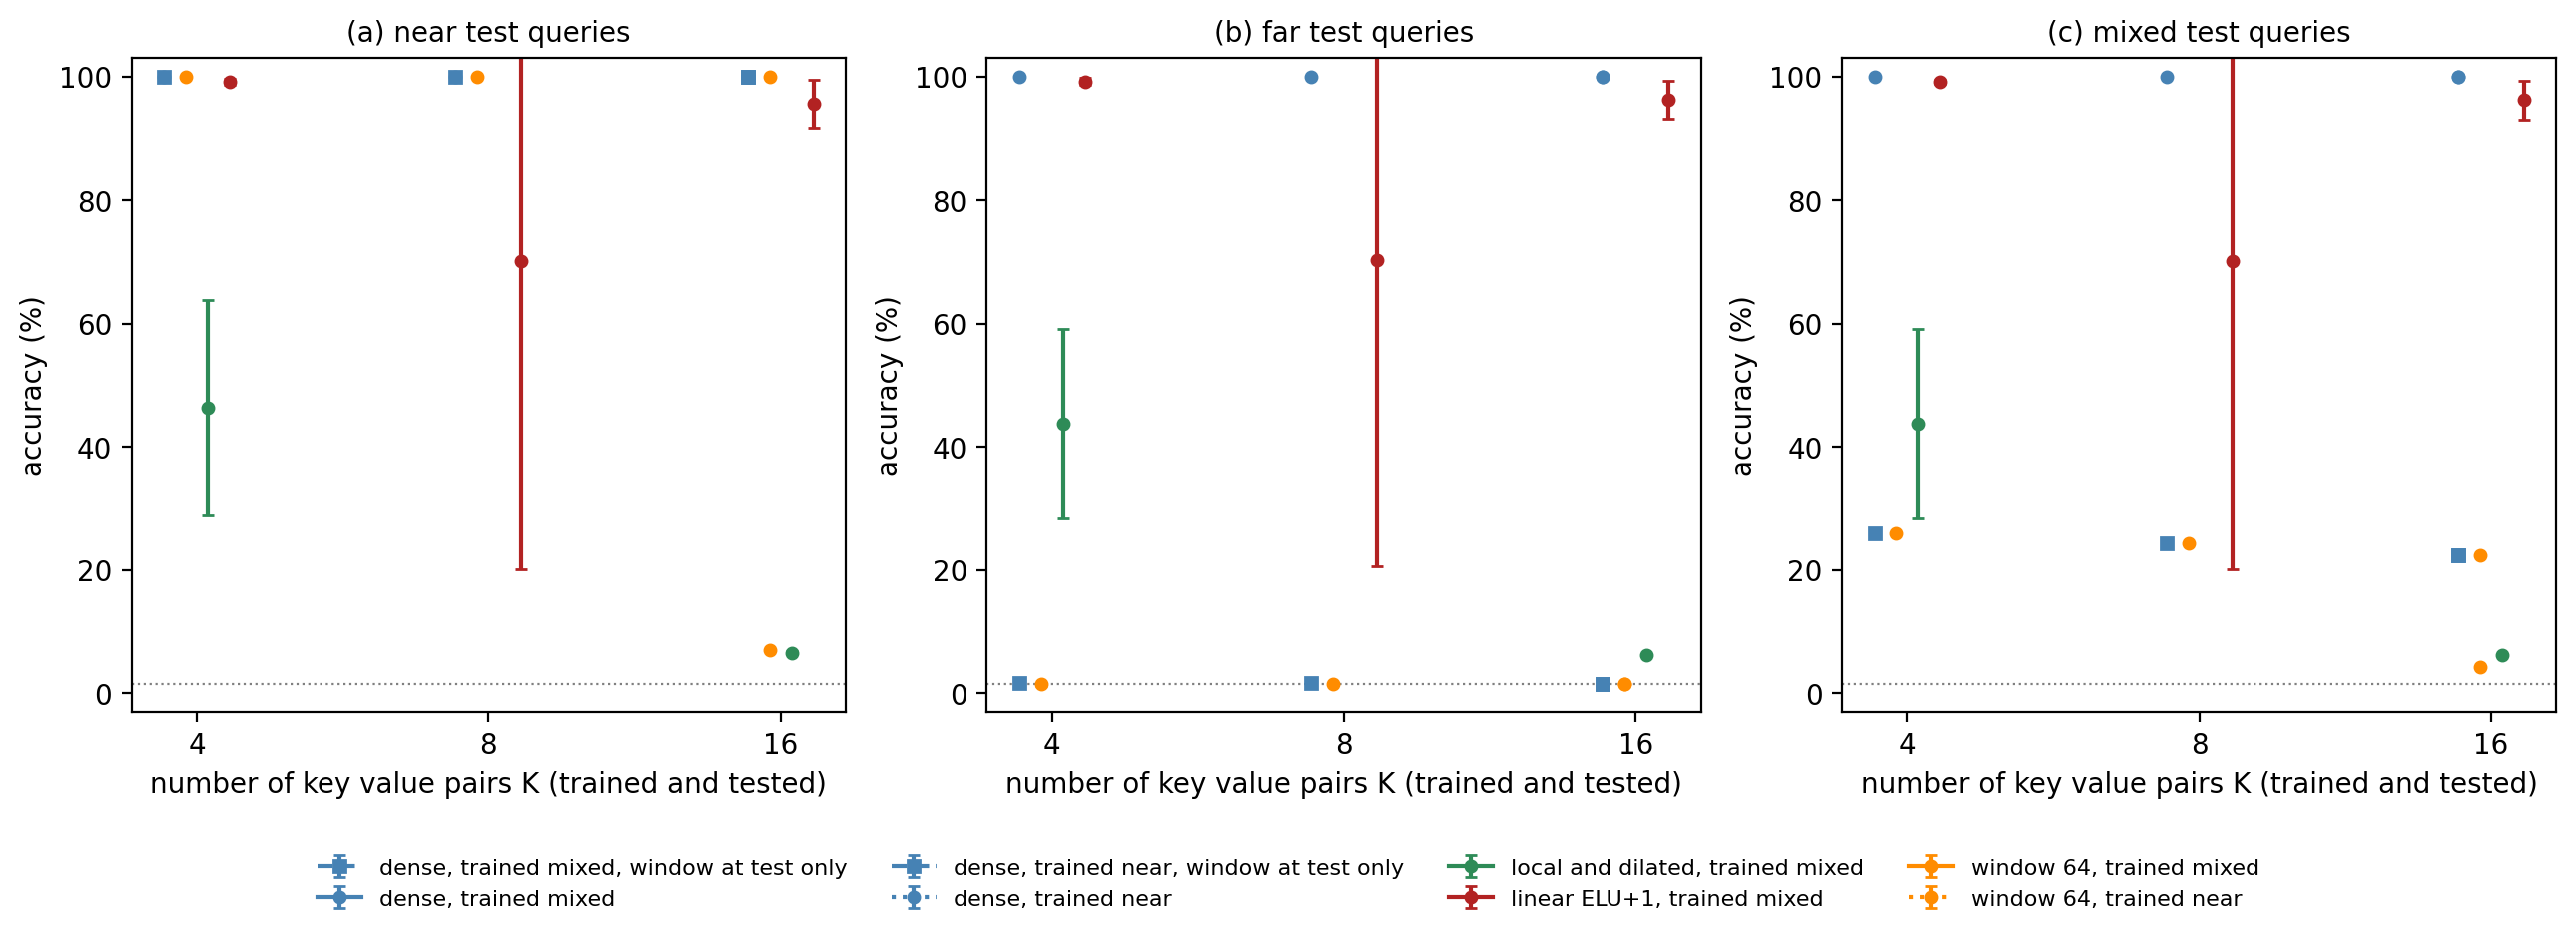 (a) near test queries
(b) far test queries
(c) mixed test queries
accuracy (%)
100
80
60
40
20
0
accuracy (%)
100
80
60
40
20
0
accuracy (%)
100
80
60
40
20
0
4 8 16
4 8 16
4 8 16
number of key value pairs K (trained and tested)
number of key value pairs K (trained and tested)
number of key value pairs K (trained and tested)
dense, trained mixed, window at test only
dense, trained mixed
dense, trained near, window at test only
dense, trained near
local and dilated, trained mixed
linear ELU+1, trained mixed
window 64, trained mixed
window 64, trained near